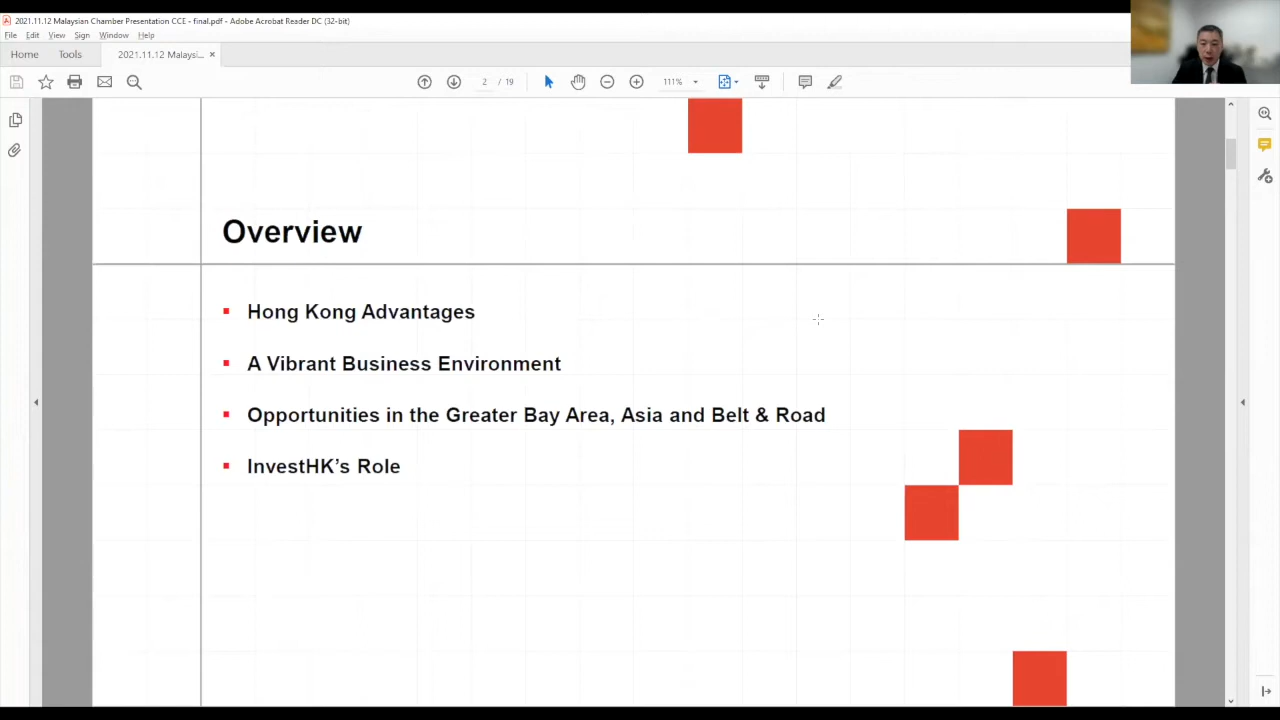 2021.11.12 Malaysian Chamber Presentation CCE - final.pdf - Adobe Acrobat Reader DC (32-bit)
File Edit View Sign Window Help
Home Tools 2021.11.12 Malaysi... ×
2 / 19 111%
Overview
▪ Hong Kong Advantages
▪ A Vibrant Business Environment
▪ Opportunities in the Greater Bay Area, Asia and Belt & Road
▪ InvestHK’s Role